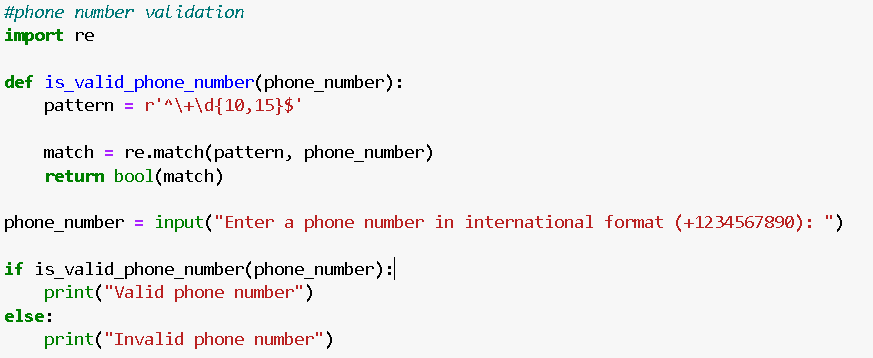 #phone number validation
import re
def is_valid_phone_number(phone_number):
    pattern = r'^\+\d{10,15}$'
    match = re.match(pattern, phone_number)
    return bool(match)
phone_number = input("Enter a phone number in international format (+1234567890): ")
if is_valid_phone_number(phone_number):
    print("Valid phone number")
else:
    print("Invalid phone number")